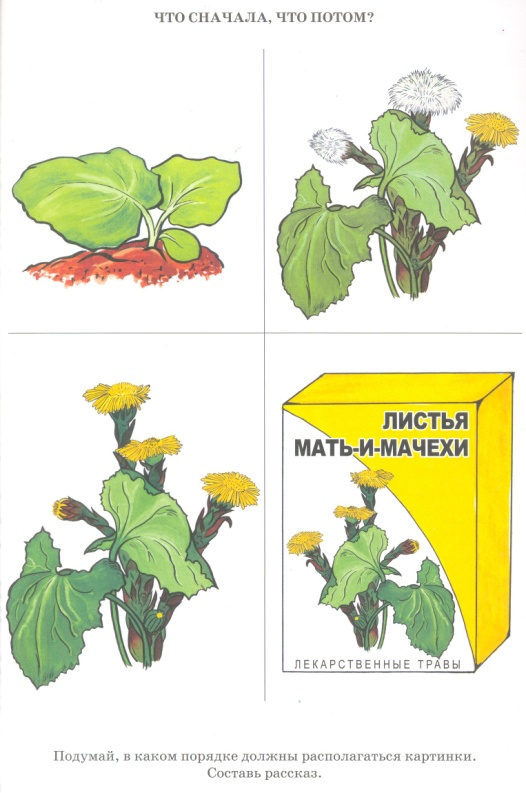 ЧТО СНАЧАЛА, ЧТО ПОТОМ?
ЛИСТЬЯ
МАТЬ-И-МАЧЕХИ
ЛЕКАРСТВЕННЫЕ ТРАВЫ
Подумай, в каком порядке должны располагаться картинки.
Составь рассказ.